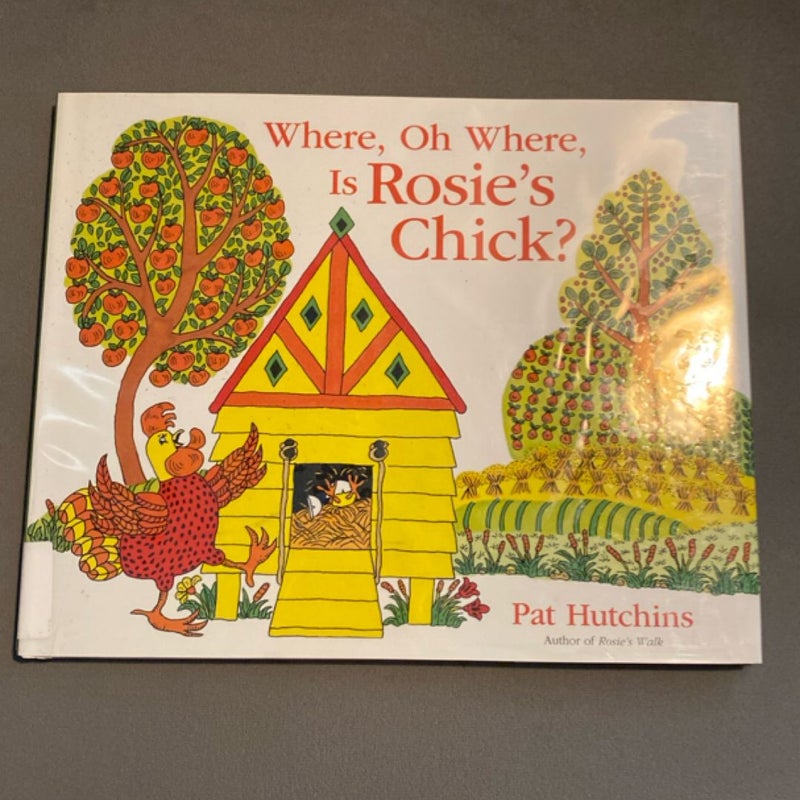 Where, Oh Where,
Is Rosie's
Chick?
Pat Hutchins
Author of Rosie's Walk